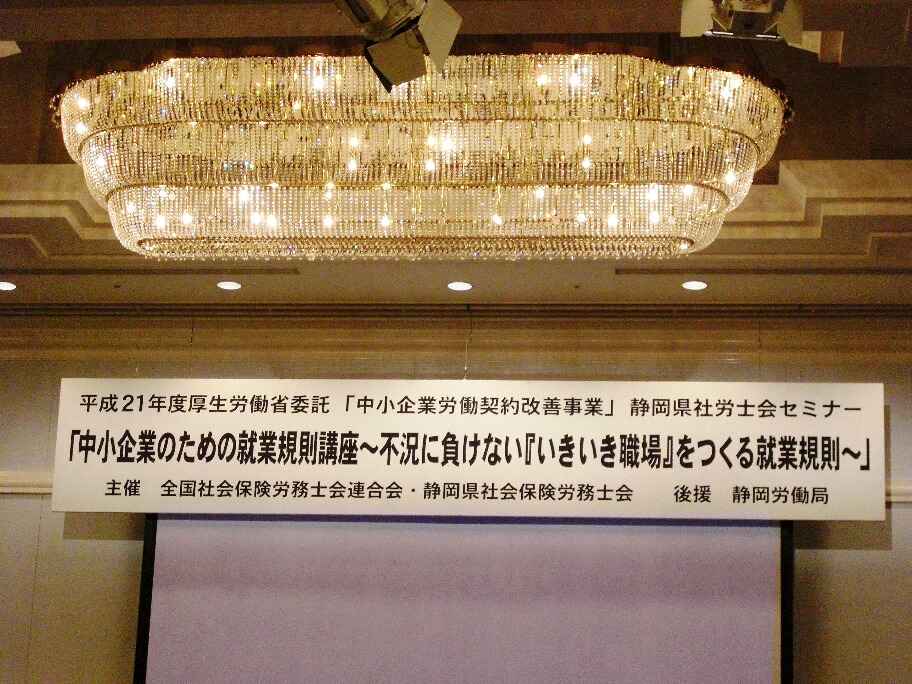 平成21年度厚生労働省委託 「中小企業労働契約改善事業」 静岡県社労士会セミナー
「中小企業のための就業規則講座～不況に負けない『いきいき職場』をつくる就業規則～」
主催 全国社会保険労務士会連合会・静岡県社会保険労務士会 後援 静岡労働局